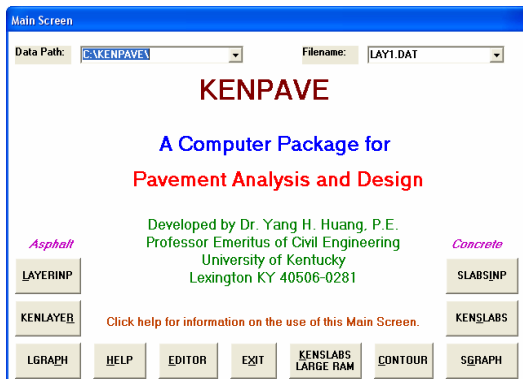 Main Screen
Data Path: C:\KENPAVE\ Filename: LAY1.DAT
KENPAVE
A Computer Package for
Pavement Analysis and Design
Developed by Dr. Yang H. Huang, P.E.
Professor Emeritus of Civil Engineering
University of Kentucky
Lexington KY 40506-0281
Asphalt
Concrete
LAYERINP
SLABSINP
KENLAYER
Click help for information on the use of this Main Screen.
KENSLABS
LGRAPH
HELP
EDITOR
EXIT
KENSLABS
LARGE RAM
CONTOUR
SGRAPH